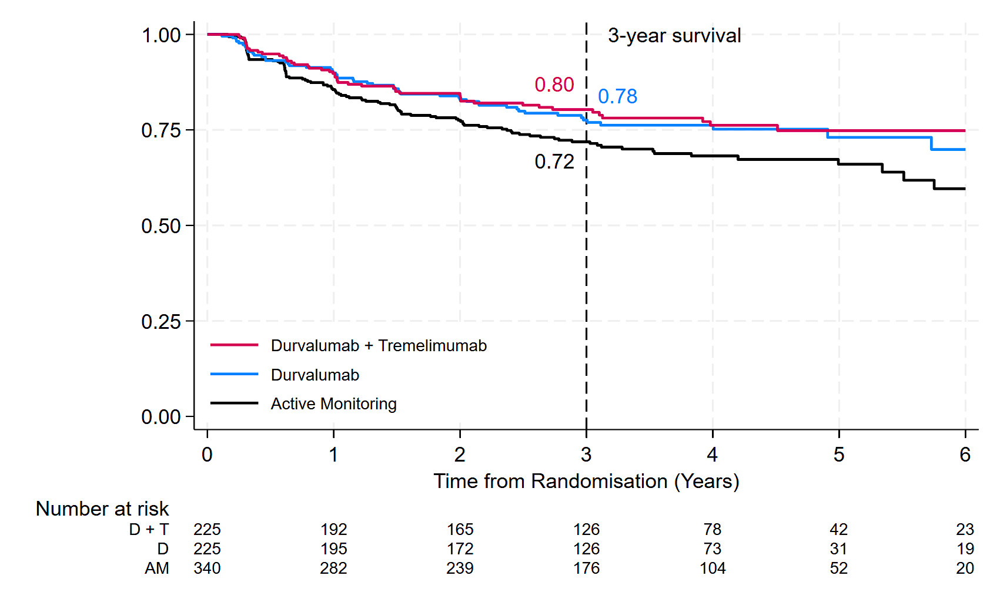 1.00
3-year survival
0.80
0.78
0.75
0.72
0.50
0.25
Durvalumab + Tremelimumab
Durvalumab
Active Monitoring
0.00
0 1 2 3 4 5 6
Time from Randomisation (Years)
Number at risk
D + T 225 192 165 126 78 42 23
D 225 195 172 126 73 31 19
AM 340 282 239 176 104 52 20